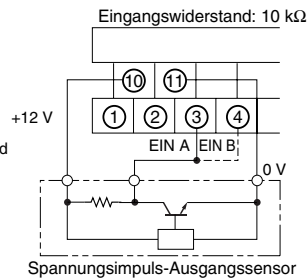 Eingangswiderstand: 10 kΩ
10 11
1 2 3 4
+12 V
EIN A EIN B
d
0 V
Spannungsimpuls-Ausgangssensor